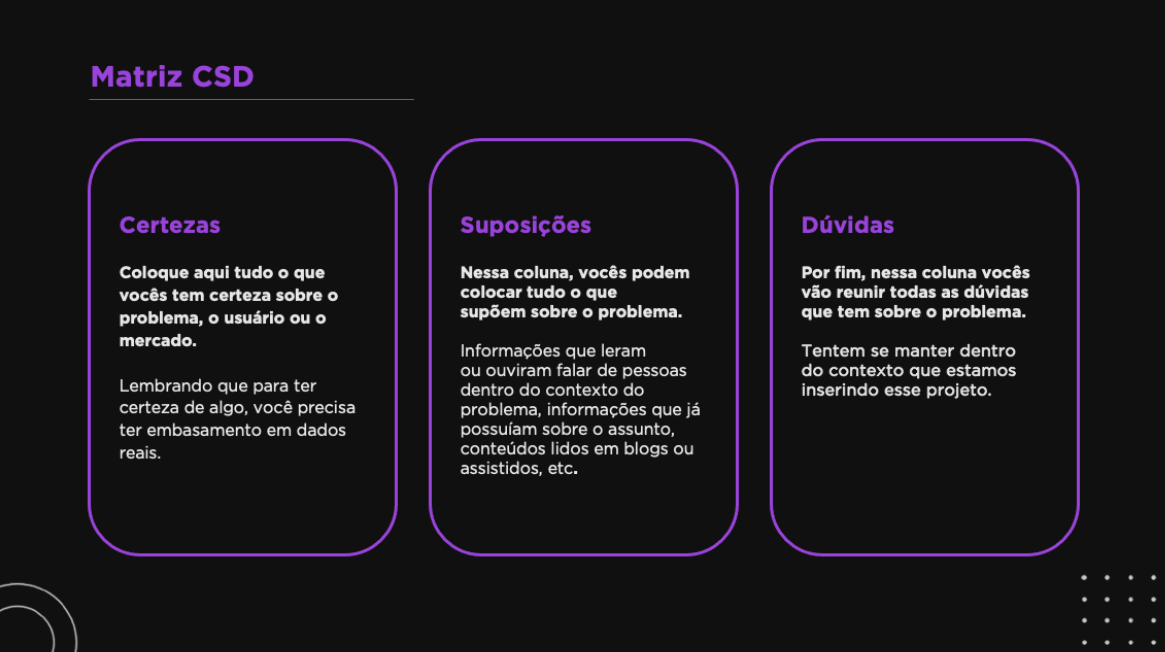 Matriz CSD
Certezas
Coloque aqui tudo o que
vocês tem certeza sobre o
problema, o usuário ou o
mercado.
Lembrando que para ter
certeza de algo, você precisa
ter embasamento em dados
reais.
Suposições
Nessa coluna, vocês podem
colocar tudo o que
supõem sobre o problema.
Informações que leram
ou ouviram falar de pessoas
dentro do contexto do
problema, informações que já
possuíam sobre o assunto,
conteúdos lidos em blogs ou
assistidos, etc.
Dúvidas
Por fim, nessa coluna vocês
vão reunir todas as dúvidas
que tem sobre o problema.
Tentem se manter dentro
do contexto que estamos
inserindo esse projeto.